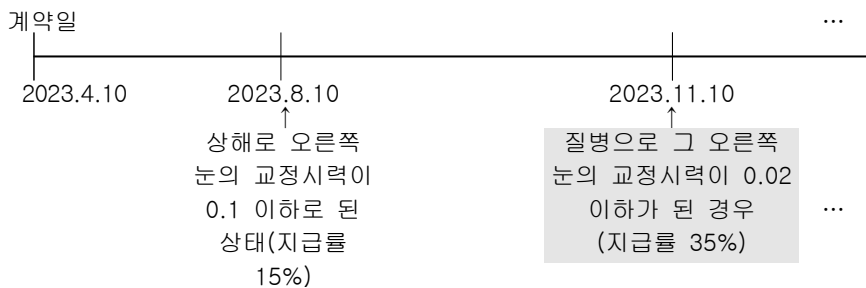 계약일 …
2023.4.10 2023.8.10 2023.11.10
↑ ↑
상해로 오른쪽 질병으로 그 오른쪽
눈의 교정시력이 눈의 교정시력이 0.02
0.1 이하로 된 이하가 된 경우 …
상태(지급률 (지급률 35%)
15%)